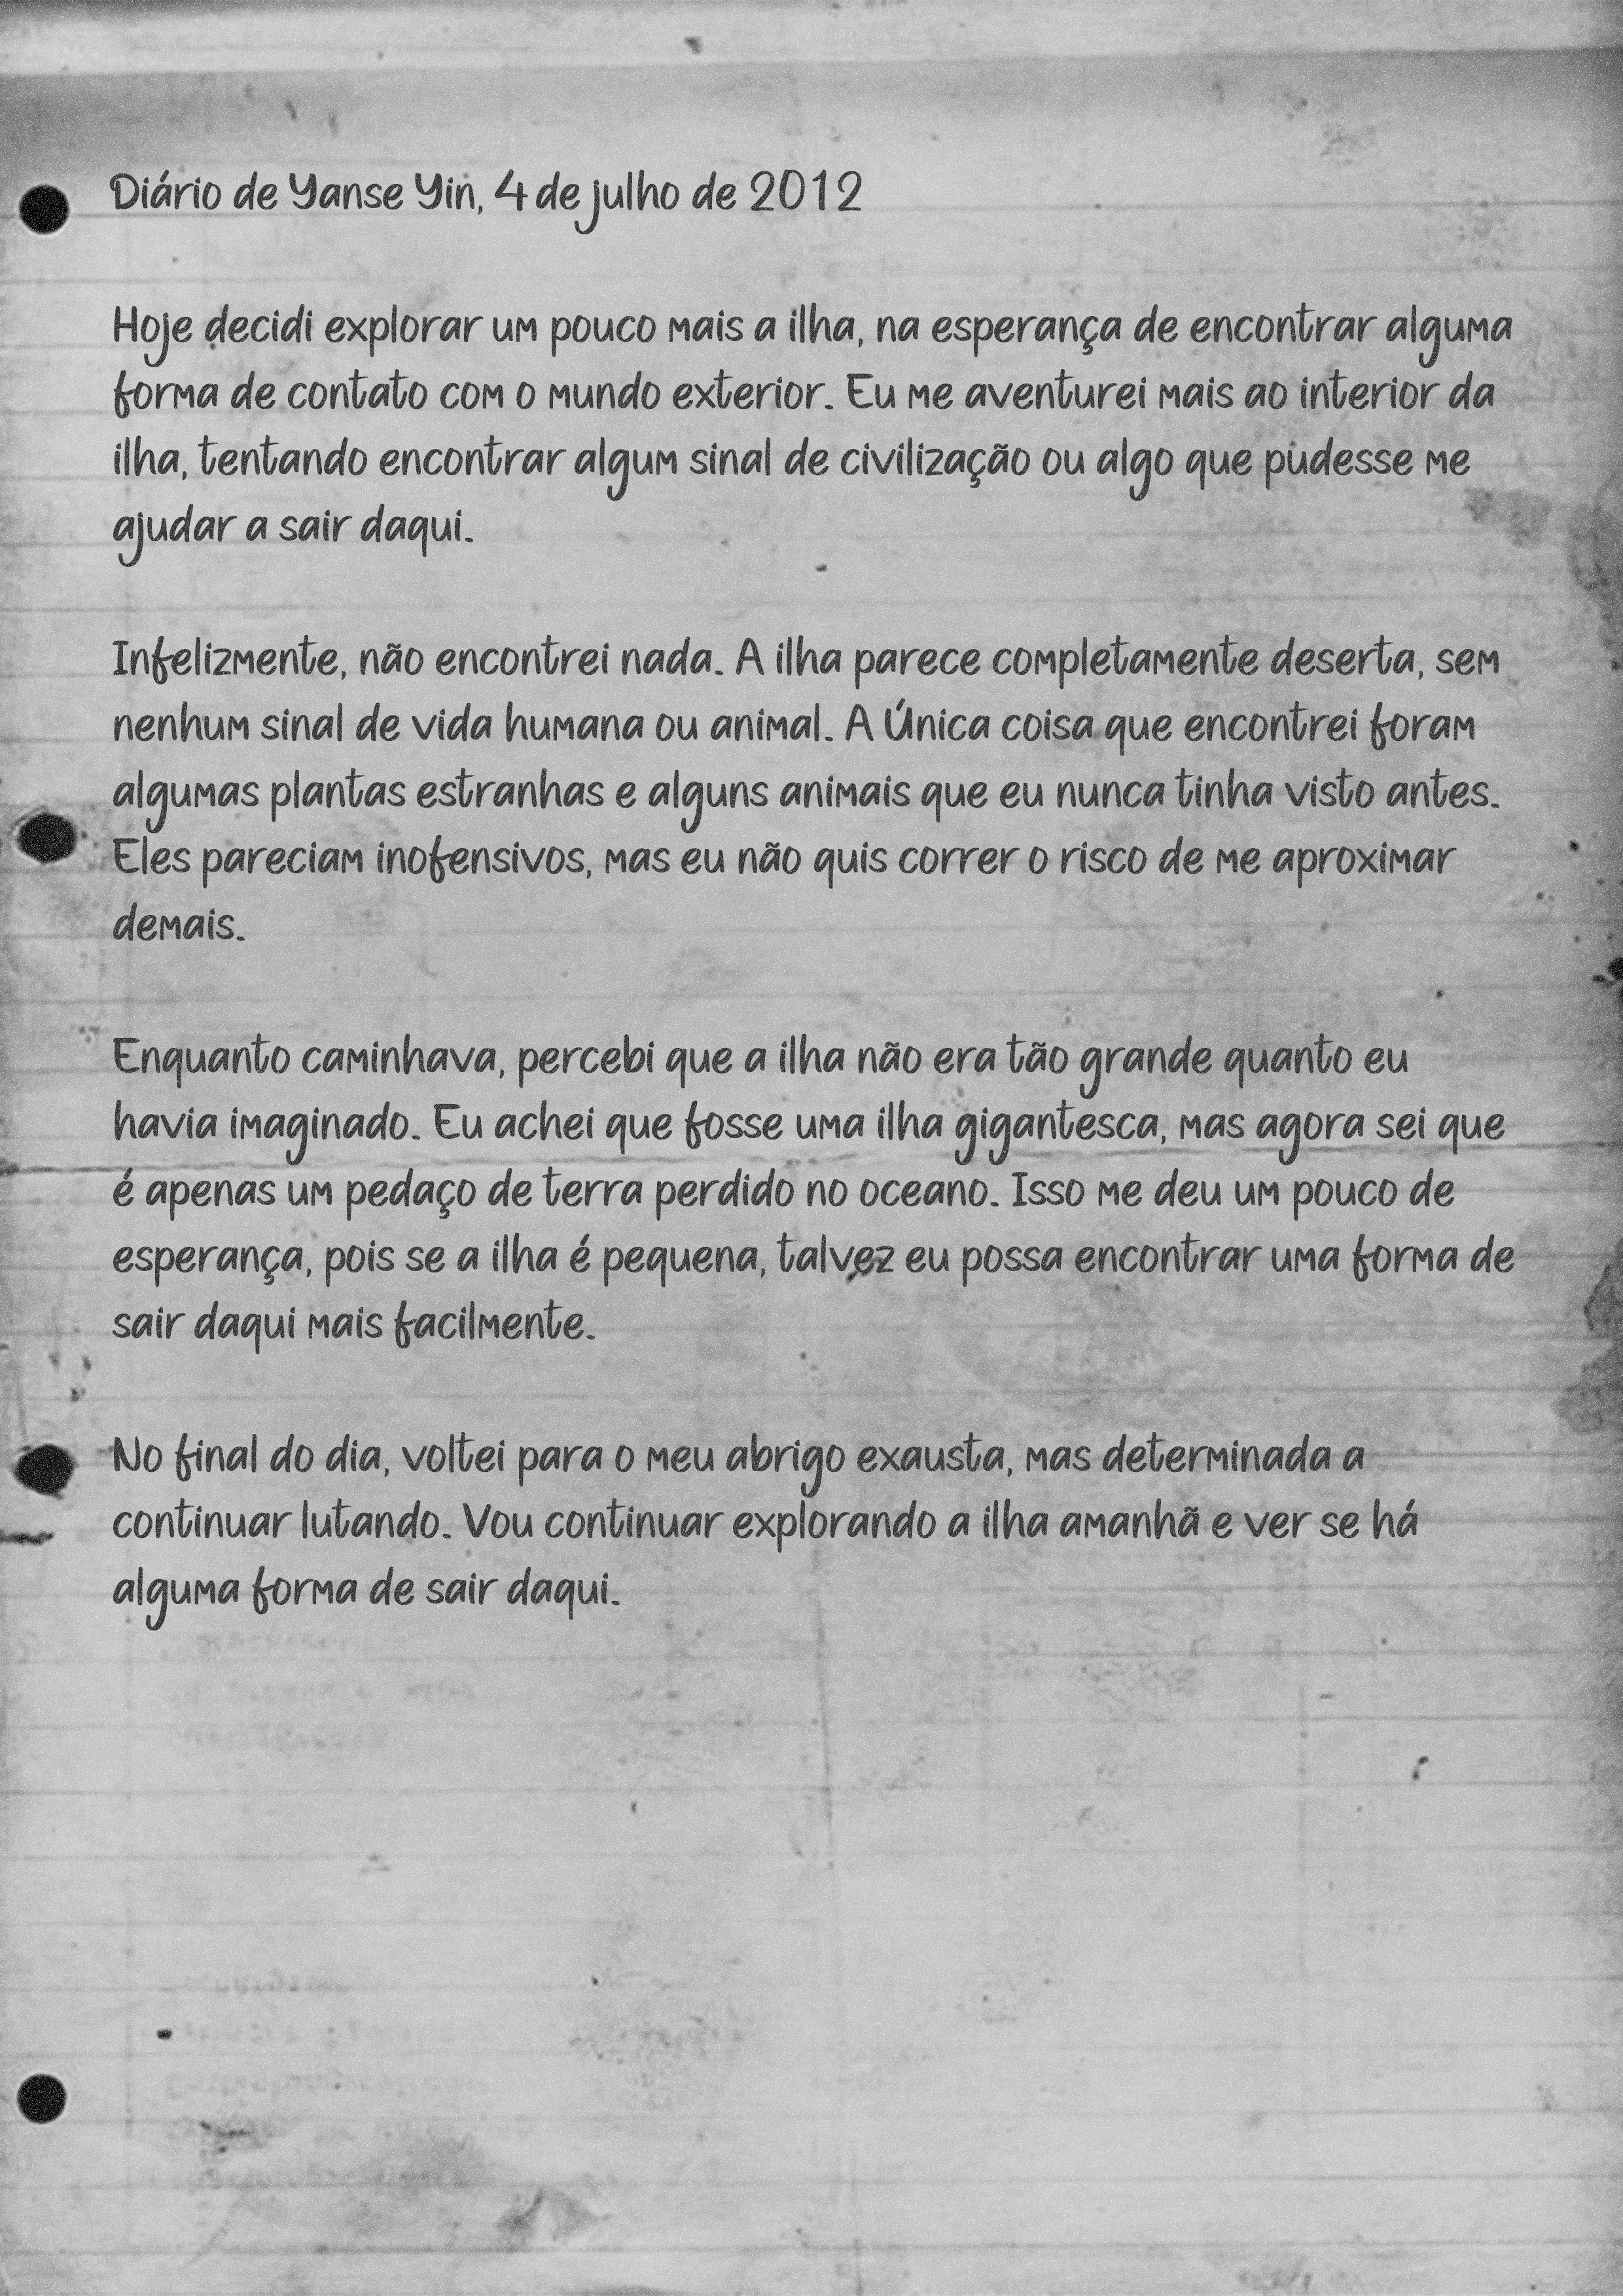 Diário de Yanse Yin, 4 de julho de 2012
Hoje decidi explorar um pouco mais a ilha, na esperança de encontrar alguma
forma de contato com o mundo exterior. Eu me aventurei mais ao interior da
ilha, tentando encontrar algum sinal de civilização ou algo que pudesse me
ajudar a sair daqui.
Infelizmente, não encontrei nada. A ilha parece completamente deserta, sem
nenhum sinal de vida humana ou animal. A Única coisa que encontrei foram
algumas plantas estranhas e alguns animais que eu nunca tinha visto antes.
Eles pareciam inofensivos, mas eu não quis correr o risco de me aproximar
demais.
Enquanto caminhava, percebi que a ilha não era tão grande quanto eu
havia imaginado. Eu achei que fosse uma ilha gigantesca, mas agora sei que
é apenas um pedaço de terra perdido no oceano. Isso me deu um pouco de
esperança, pois se a ilha é pequena, talvez eu possa encontrar uma forma de
sair daqui mais facilmente.
No final do dia, voltei para o meu abrigo exausta, mas determinada a
continuar lutando. Vou continuar explorando a ilha amanhã e ver se há
alguma forma de sair daqui.